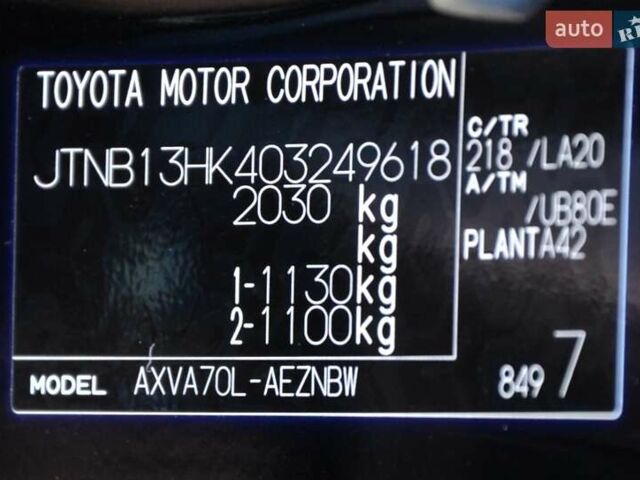 auto RI
TOYOTA MOTOR CORPORATION
JTNB13HK403249618
2030 kg
kg
1-1130kg
2-1100kg
C/TR
218 /LA20
A/TM
/UB80E
PLANTA42
MODEL AXVA70L-AEZNBW
849 7